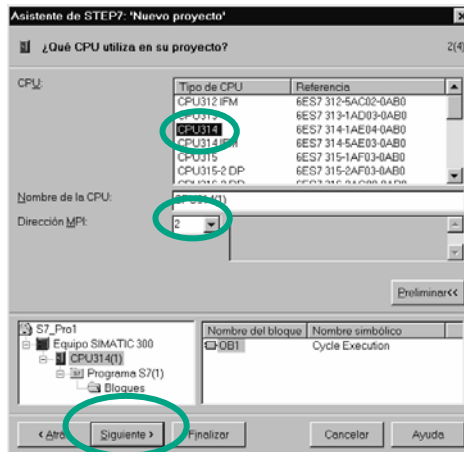 Asistente de STEP7: 'Nuevo proyecto'
¿Qué CPU utiliza en su proyecto? 2(4)
CPU:
Tipo de CPU Referencia
CPU312 IFM 6ES7 312-5AC02-0AB0
CPU313 6ES7 313-1AD03-0AB0
CPU314 6ES7 314-1AE04-0AB0
CPU314 IFM 6ES7 314-5AE03-0AB0
CPU315 6ES7 315-1AF03-0AB0
CPU315-2 DP 6ES7 315-2AF03-0AB0
Nombre de la CPU: CPU314(1)
Dirección MPI: 2
Preliminar<<
S7_Pro1
Equipo SIMATIC 300
CPU314(1)
Programa S7(1)
Bloques
Nombre del bloque Nombre simbólico
OB1 Cycle Execution
Siguiente > Finalizar Cancelar Ayuda